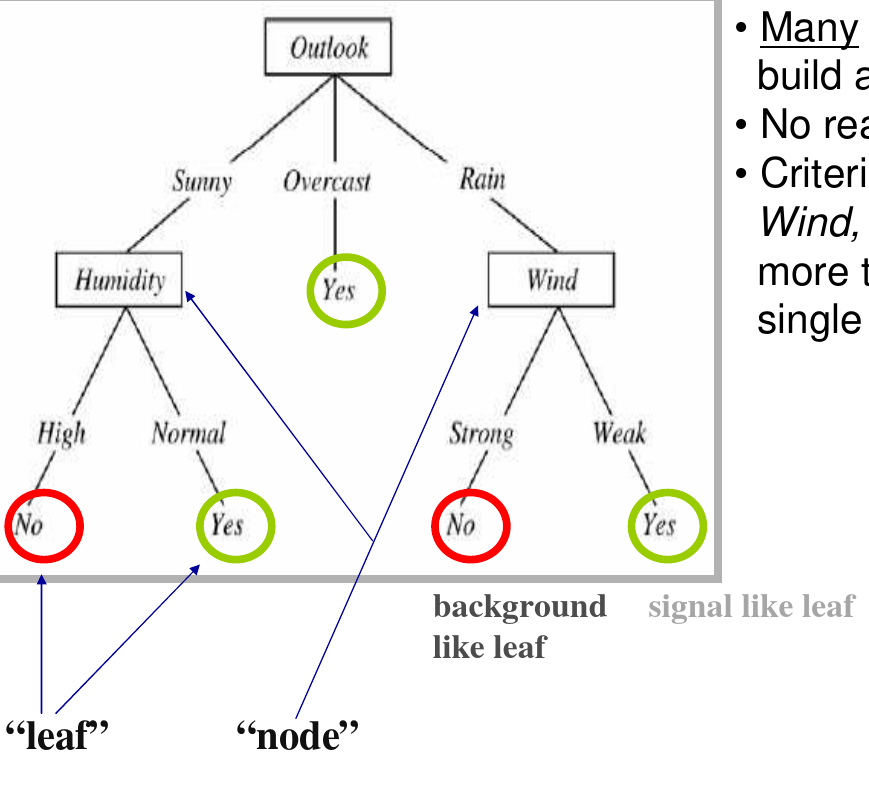 Outlook
Sunny Overcast Rain
Humidity Yes Wind
High Normal Strong Weak
No Yes No Yes
background signal like leaf
like leaf
“leaf” “node”
• Many
build a
• No rea
• Criteri
Wind,
more t
single